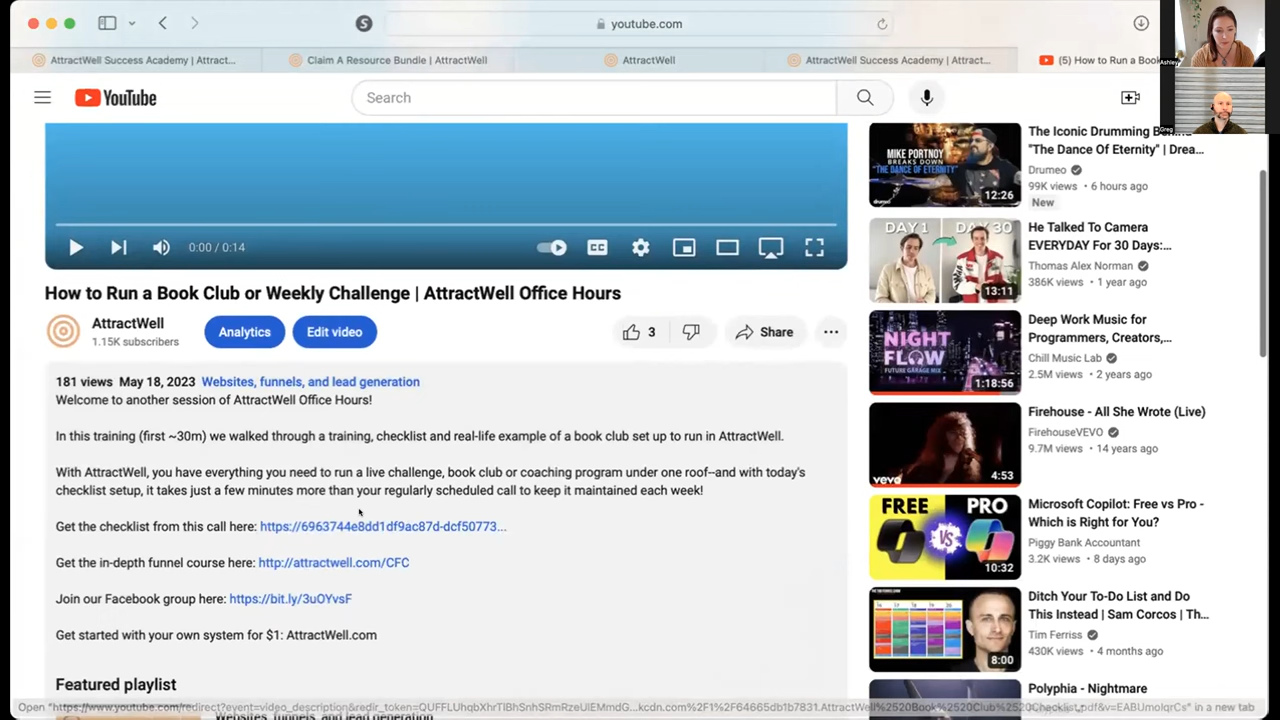 youtube.com
AttractWell Success Academy | Attract...
Claim A Resource Bundle | AttractWell
AttractWell
AttractWell Success Academy | Attract...
(5) How to Run a Book
Ashley
Greg
YouTube
Search
0:00 / 0:14
CC
How to Run a Book Club or Weekly Challenge | AttractWell Office Hours
AttractWell
1.15K subscribers
Analytics
Edit video
3
Share
181 views May 18, 2023 Websites, funnels, and lead generation
Welcome to another session of AttractWell Office Hours!
In this training (first ~30m) we walked through a training, checklist and real-life example of a book club set up to run in AttractWell.
With AttractWell, you have everything you need to run a live challenge, book club or coaching program under one roof--and with today's
checklist setup, it takes just a few minutes more than your regularly scheduled call to keep it maintained each week!
Get the checklist from this call here: https://6963744e8dd1df9ac87d-dcf50773...
Get the in-depth funnel course here: http://attractwell.com/CFC
Join our Facebook group here: https://bit.ly/3uOYvsF
Get started with your own system for $1: AttractWell.com
Featured playlist
Websites, funnels, and lead generation
MIKE PORTNOY
BREAKS DOWN
"THE DANCE OF ETERNITY"
12:26
The Iconic Drumming Behind
"The Dance Of Eternity" | Drea...
Drumeo
99K views • 6 hours ago
New
DAY 1
DAY 30
13:11
He Talked To Camera
EVERYDAY For 30 Days:...
Thomas Alex Norman
386K views • 1 year ago
NIGHT
FLOW
FUTURE GARAGE MIX
1:18:56
Deep Work Music for
Programmers, Creators,...
Chill Music Lab
2.5M views • 2 years ago
vevo
4:53
Firehouse - All She Wrote (Live)
FirehouseVEVO
9.7M views • 14 years ago
FREE
PRO
VS
10:32
Microsoft Copilot: Free vs Pro -
Which is Right for You?
Piggy Bank Accountant
3.2K views • 8 days ago
8:00
Ditch Your To-Do List and Do
This Instead | Sam Corcos | Th...
Tim Ferriss
430K views • 4 months ago
Polyphia - Nightmare